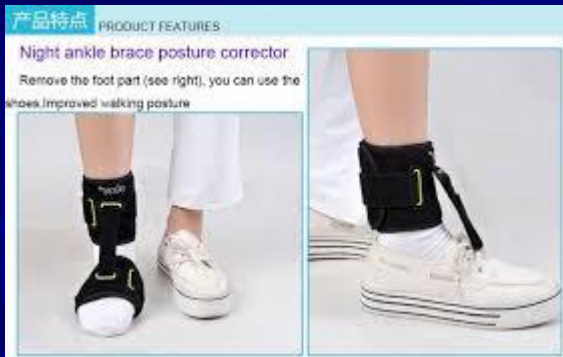 产品特点 PRODUCT FEATURES
Night ankle brace posture corrector
Remove the foot part (see right), you can use the
shoes,Improved walking posture